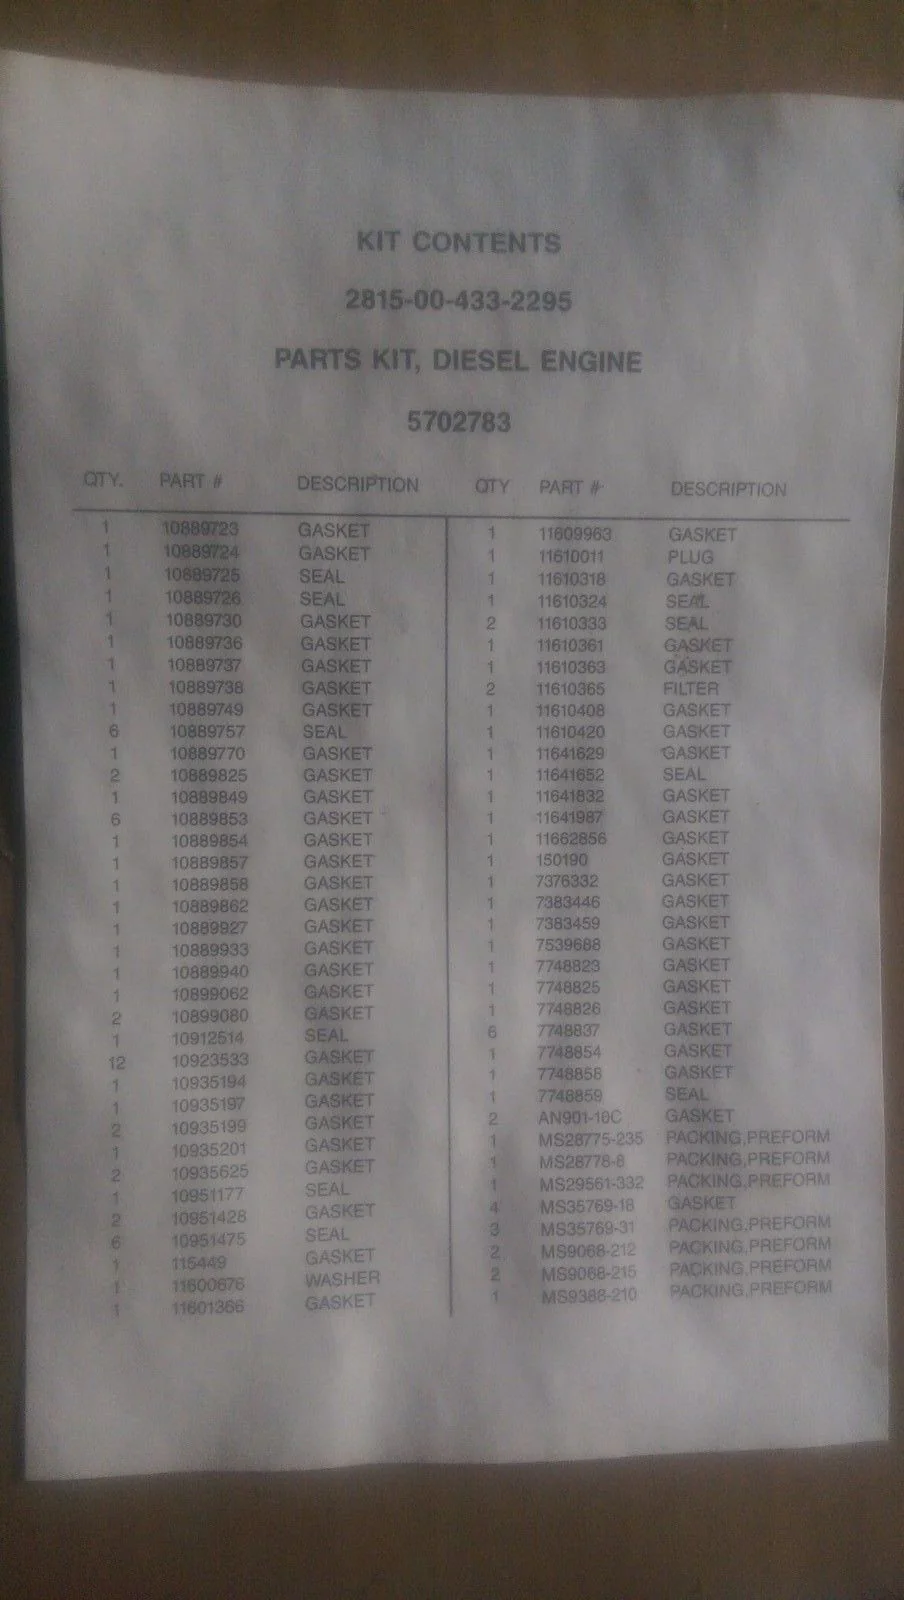 KIT CONTENTS
2815-00-433-2295
PARTS KIT, DIESEL ENGINE
5702783
QTY. PART # DESCRIPTION
1 10889723 GASKET
1 10889724 GASKET
1 10889725 SEAL
1 10889726 SEAL
1 10889730 GASKET
1 10889736 GASKET
1 10889737 GASKET
1 10889738 GASKET
1 10889749 GASKET
6 10889757 SEAL
1 10889770 GASKET
2 10889825 GASKET
1 10889849 GASKET
6 10889853 GASKET
1 10889854 GASKET
1 10889857 GASKET
1 10889858 GASKET
1 10889862 GASKET
1 10889927 GASKET
1 10889933 GASKET
1 10889940 GASKET
1 10899062 GASKET
2 10899080 GASKET
1 10912514 SEAL
12 10923533 GASKET
1 10935194 GASKET
1 10935197 GASKET
2 10935199 GASKET
1 10935201 GASKET
2 10935625 GASKET
1 10951177 SEAL
2 10951428 GASKET
6 10951475 SEAL
1 115449 GASKET
1 11600676 WASHER
1 11601366 GASKET
QTY PART # DESCRIPTION
1 11609963 GASKET
1 11610011 PLUG
1 11610318 GASKET
1 11610324 SEAL
2 11610333 SEAL
1 11610361 GASKET
1 11610363 GASKET
2 11610365 FILTER
1 11610408 GASKET
1 11610420 GASKET
1 11641629 GASKET
1 11641652 SEAL
1 11641832 GASKET
1 11641987 GASKET
1 11662856 GASKET
1 150190 GASKET
1 7376332 GASKET
1 7383446 GASKET
1 7383459 GASKET
1 7539688 GASKET
1 7748823 GASKET
1 7748825 GASKET
1 7748826 GASKET
6 7748837 GASKET
1 7748854 GASKET
1 7748858 GASKET
1 7748859 SEAL
2 AN901-18C GASKET
1 MS28775-235 PACKING,PREFORM
1 MS28778-8 PACKING,PREFORM
1 MS29561-332 PACKING,PREFORM
4 MS35769-18 GASKET
3 MS35769-31 PACKING,PREFORM
2 MS9068-212 PACKING,PREFORM
2 MS9068-215 PACKING,PREFORM
1 MS9388-210 PACKING,PREFORM